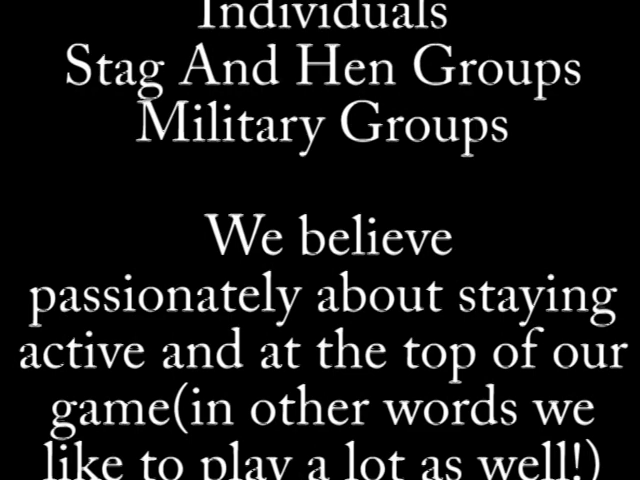 Individuals
Stag And Hen Groups
Military Groups
We believe
passionately about staying
active and at the top of our
game(in other words we
like to play a lot as well!)